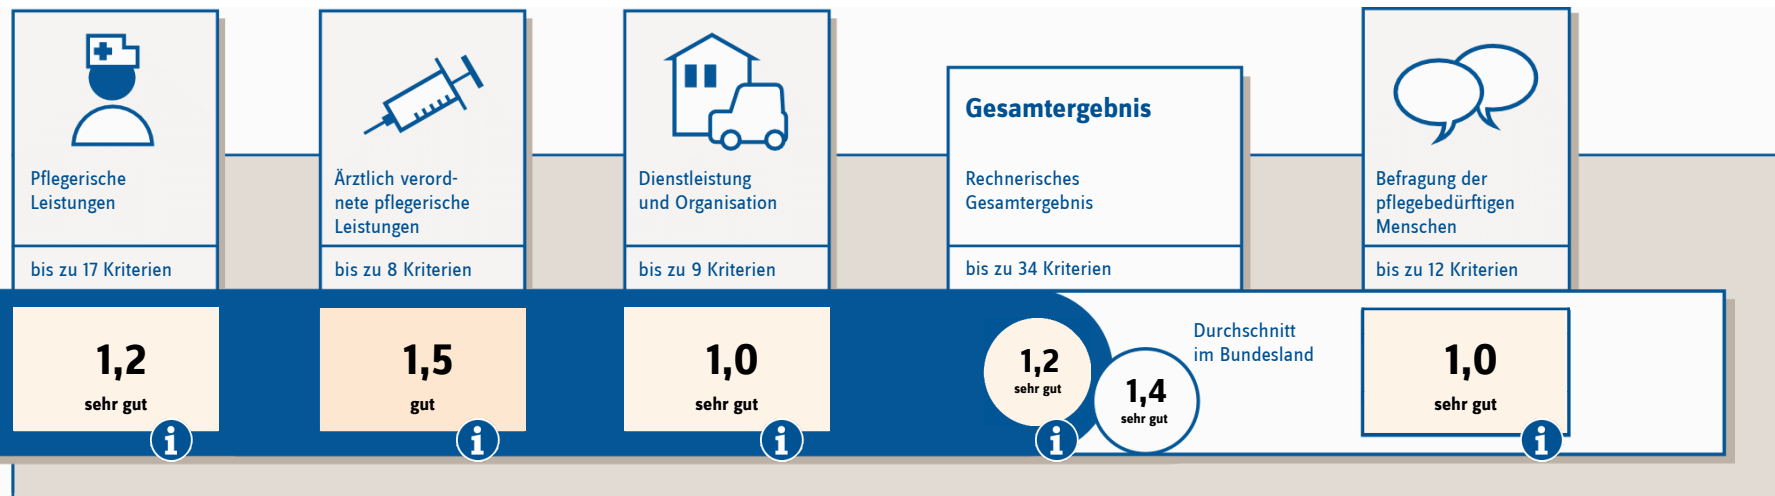 Pflegerische
Leistungen
bis zu 17 Kriterien
1,2
sehr gut
i
Ärztlich verord-
nete pflegerische
Leistungen
bis zu 8 Kriterien
1,5
gut
i
Dienstleistung
und Organisation
bis zu 9 Kriterien
1,0
sehr gut
i
Gesamtergebnis
Rechnerisches
Gesamtergebnis
bis zu 34 Kriterien
1,2
sehr gut
i
1,4
sehr gut
Durchschnitt
im Bundesland
Befragung der
pflegebedürftigen
Menschen
bis zu 12 Kriterien
1,0
sehr gut
i